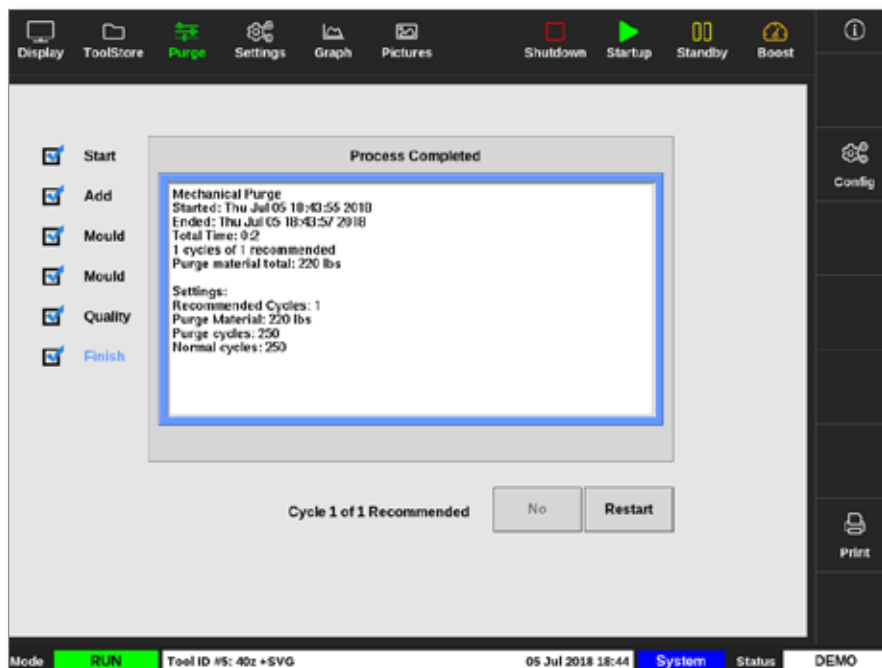 Display ToolStore Purge Settings Graph Pictures Shutdown Startup Standby Boost
Config
Print
Start
Add
Mould
Mould
Quality
Finish
Process Completed
Mechanical Purge
Started: Thu Jul 05 18:43:55 2018
Ended: Thu Jul 05 18:43:57 2018
Total Time: 0:2
1 cycles of 1 recommended
Purge material total: 220 lbs
Settings:
Recommended Cycles: 1
Purge Material: 220 lbs
Purge cycles: 250
Normal cycles: 250
Cycle 1 of 1 Recommended No Restart
Mode RUN Tool ID #5: 40z +SVG 05 Jul 2018 18:44 System Status DEMO